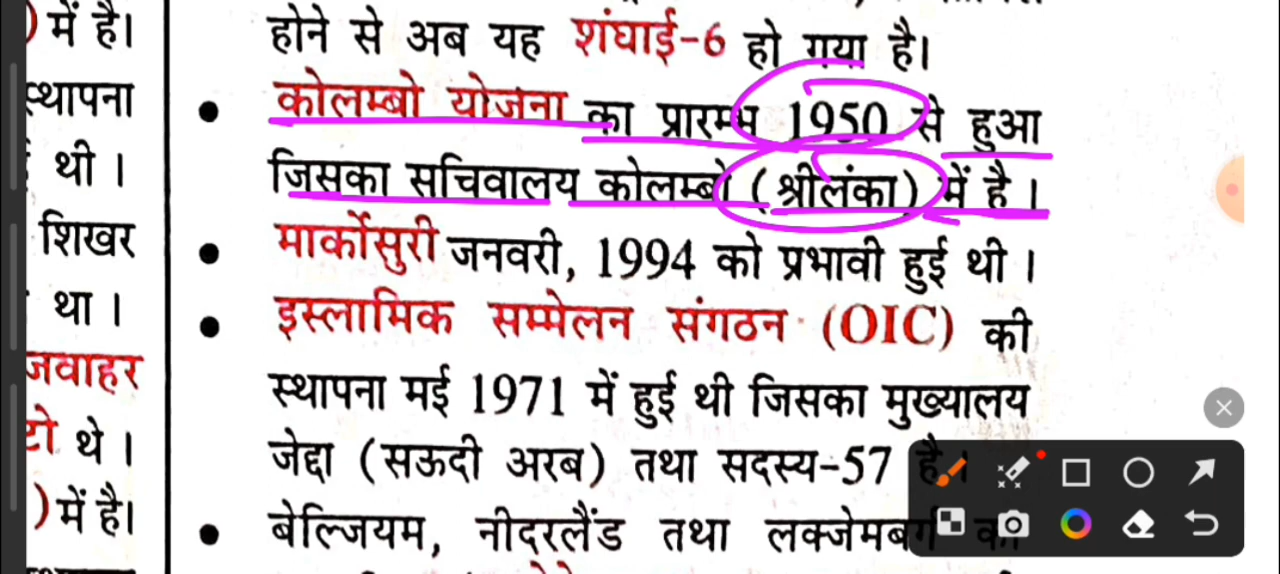 में है।
स्थापना
थी ।
शिखर
था ।
जवाहर
टो थे ।
) में है।
होने से अब यह शंघाई-6 हो गया है।
• कोलम्बो योजना का प्रारम्भ 1950 से हुआ
जिसका सचिवालय कोलम्बो (श्रीलंका) में है ।
• मार्कोसुरी जनवरी, 1994 को प्रभावी हुई थी ।
• इस्लामिक सम्मेलन संगठन (OIC) की
स्थापना मई 1971 में हुई थी जिसका मुख्यालय
जेद्दा (सऊदी अरब) तथा सदस्य-57 है।
• बेल्जियम, नीदरलैंड तथा लक्जेमबर्ग को